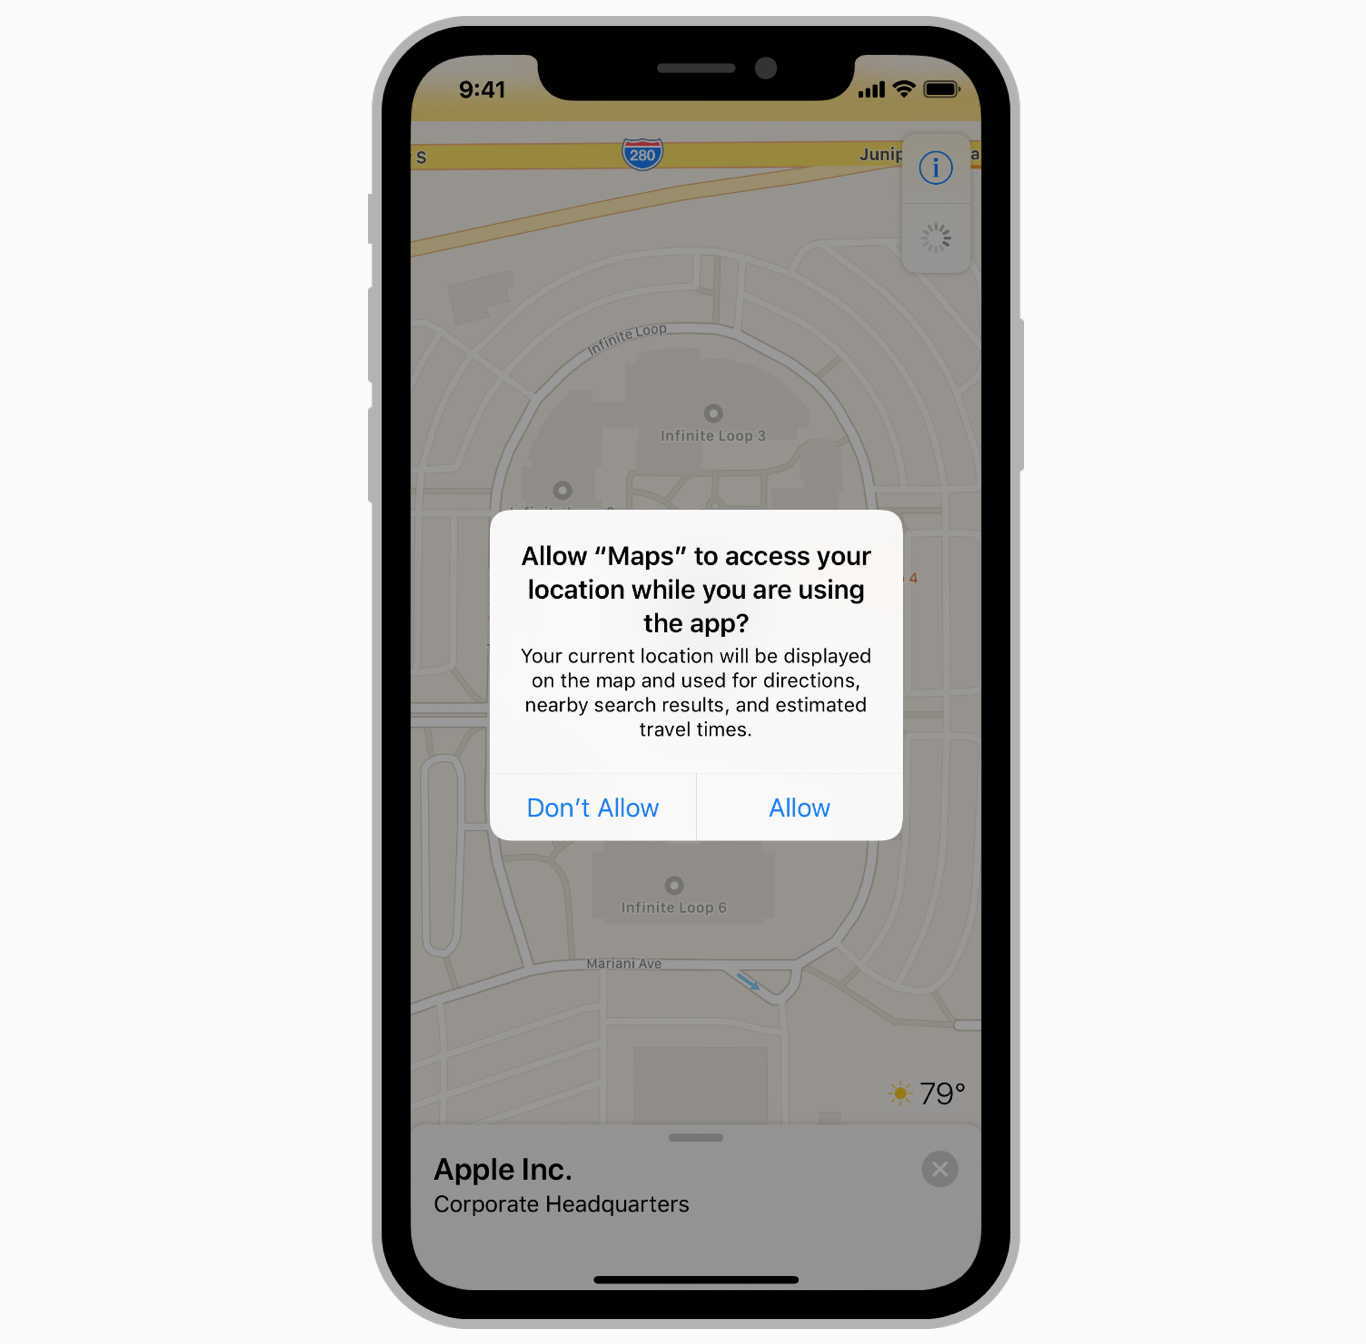 9:41
S
280
Junip
a
Infinite Loop
Infinite Loop 3
Allow “Maps” to access your
location while you are using
the app?
4
Your current location will be displayed
on the map and used for directions,
nearby search results, and estimated
travel times.
Don’t Allow
Allow
Infinite Loop 6
Mariani Ave
79°
Apple Inc.
Corporate Headquarters